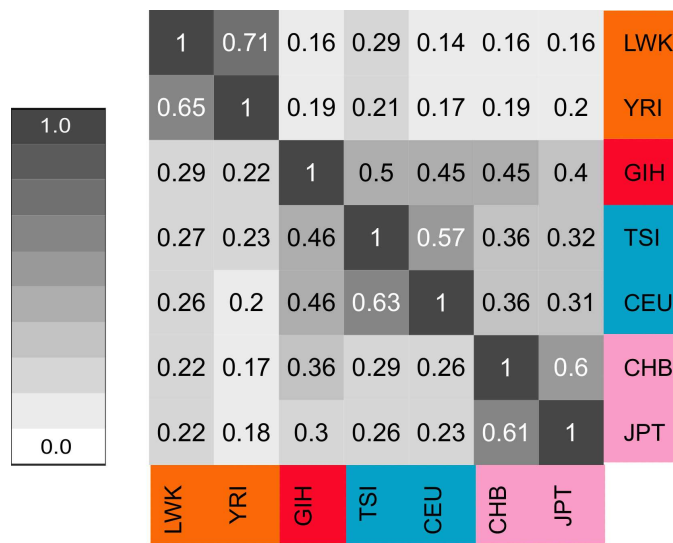 1 0.71 0.16 0.29 0.14 0.16 0.16 LWK
0.65 1 0.19 0.21 0.17 0.19 0.2 YRI
1.0
0.29 0.22 1 0.5 0.45 0.45 0.4 GIH
0.27 0.23 0.46 1 0.57 0.36 0.32 TSI
0.26 0.2 0.46 0.63 1 0.36 0.31 CEU
0.22 0.17 0.36 0.29 0.26 1 0.6 CHB
0.22 0.18 0.3 0.26 0.23 0.61 1 JPT
0.0
LWK YRI GIH TSI CEU CHB JPT